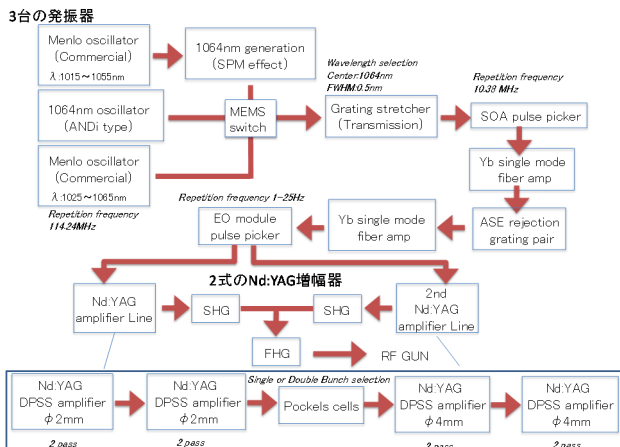 3台の発振器
Menlo oscillator
(Commercial)
λ:1015～1055nm
1064nm generation
(SPM effect)
Wavelength selection
Center:1064nm
FWHM:0.5nm
Repetition frequency
10.38 MHz
1064nm oscillator
(ANDi type)
MEMS
switch
Grating stretcher
(Transmission)
SOA pulse picker
Menlo oscillator
(Commercial)
λ:1025～1065nm
Yb single mode
fiber amp
Repetition frequency
114.24MHz
Repetition frequency 1-25Hz
EO module
pulse picker
Yb single mode
fiber amp
ASE rejection
grating pair
2式のNd:YAG増幅器
Nd:YAG
amplifier Line
SHG
SHG
2nd
Nd:YAG
amplifier Line
FHG
RF GUN
Single or Double Bunch selection
Nd:YAG
DPSS amplifier
φ2mm
Nd:YAG
DPSS amplifier
φ2mm
Pockels cells
Nd:YAG
DPSS amplifier
φ4mm
Nd:YAG
DPSS amplifier
φ4mm
2 pass
2 pass
2 pass
2 pass